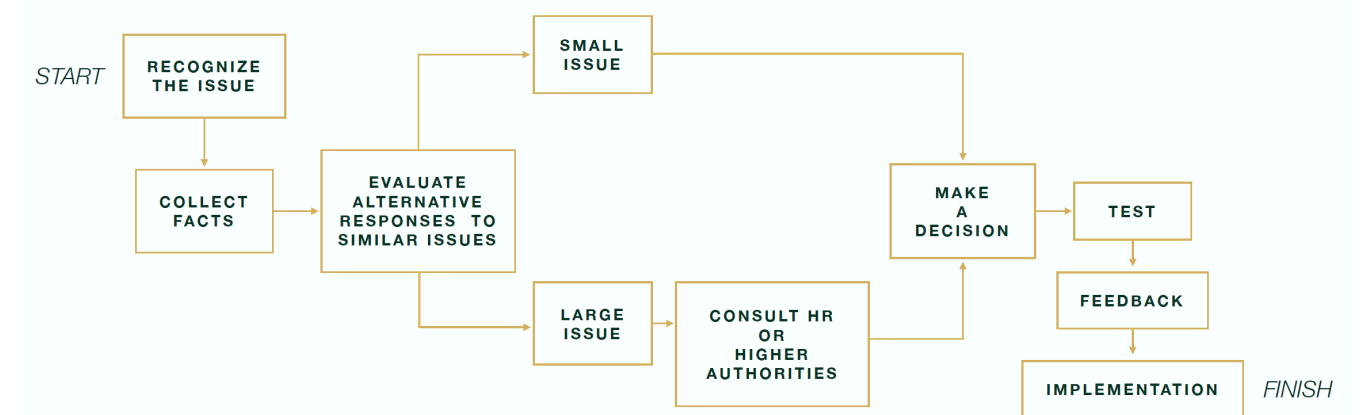 START
RECOGNIZE
THE ISSUE
COLLECT
FACTS
EVALUATE
ALTERNATIVE
RESPONSES TO
SIMILAR ISSUES
SMALL
ISSUE
LARGE
ISSUE
CONSULT HR
OR
HIGHER
AUTHORITIES
MAKE
A
DECISION
TEST
FEEDBACK
IMPLEMENTATION
FINISH